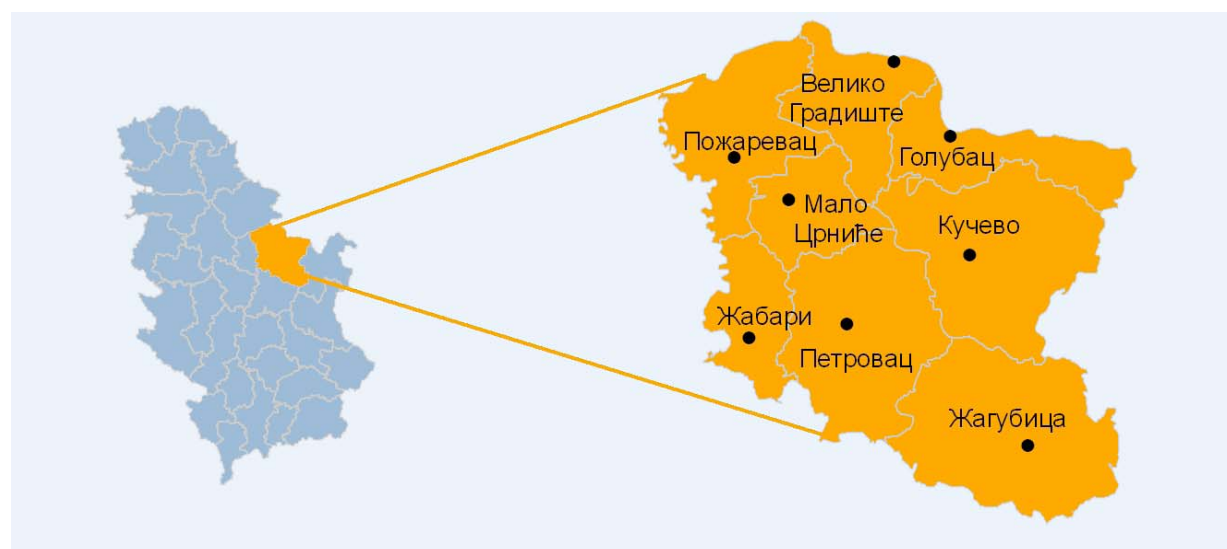 Велико
Градиште
Пожаревац
Голубац
Мало
Црниће
Кучево
Жабари
Петровац
Жагубица